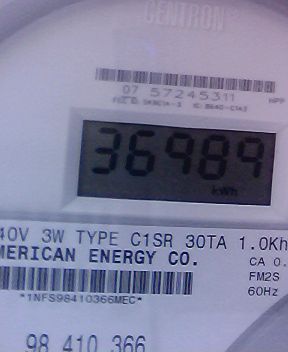 CENTRON
07 57245311
HPP
36989
kWh
40V 3W TYPE C1SR 30TA 1.0Kh
MERICAN ENERGY CO.
CA 0.
FM2S
60Hz
*1NFS98410366MEC*
98 410 366